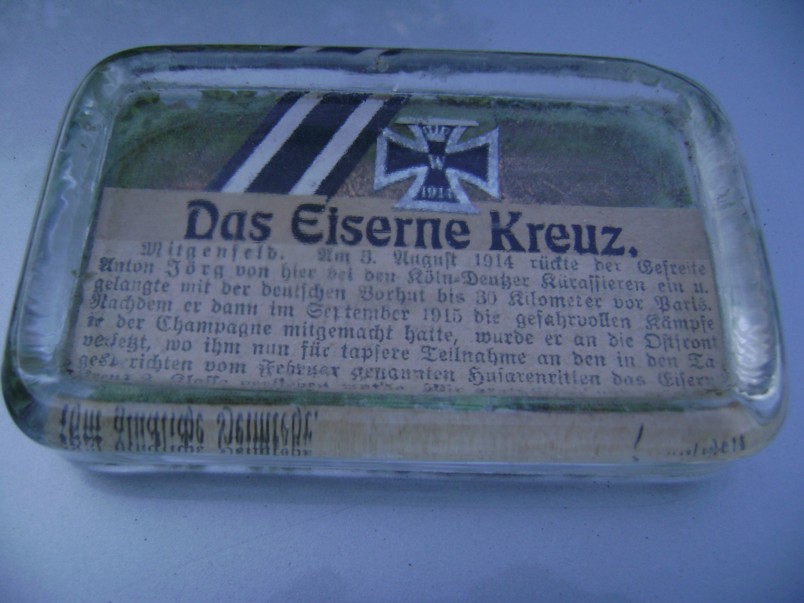 W
1914
Das Eiserne Kreuz.
Mitgenfeld. Am 3. August 1914 rückte der Gefreite
Anton Jörg von hier bei den Köln-Deutzer Kürassieren ein u.
gelangte mit der deutschen Vorhut bis 30 Kilometer vor Paris.
Nachdem er dann im September 1915 die gefahrvollen Kämpfe
in der Champagne mitgemacht hatte, wurde er an die Ostfront
versetzt, wo ihm nun für tapfere Teilnahme an den in den Ta
gesberichten vom Februar genannten Husarenritten das Eisern